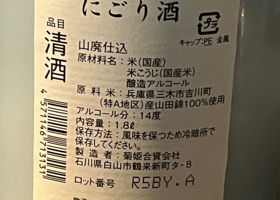 にごり酒
プラ
キャップ:PE 金属
品目
清酒
山廃仕込
原材料名:米(国産)
米こうじ(国産米)
醸造アルコール
原料米:兵庫県三木市吉川町
(特A地区)産山田錦100%使用
アルコール分:14度
内容量:1.8ℓ
保存方法:風味を保つため冷暗所で
保存して下さい。
製造者:菊姫合資会社
石川県白山市鶴来新町タ-8
ロット番号 R5BY.A
4571166713111